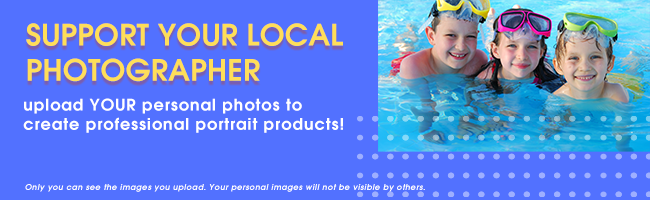 SUPPORT YOUR LOCAL
PHOTOGRAPHER
upload YOUR personal photos to
create professional portrait products!
Only you can see the images you upload. Your personal images will not be visible by others.